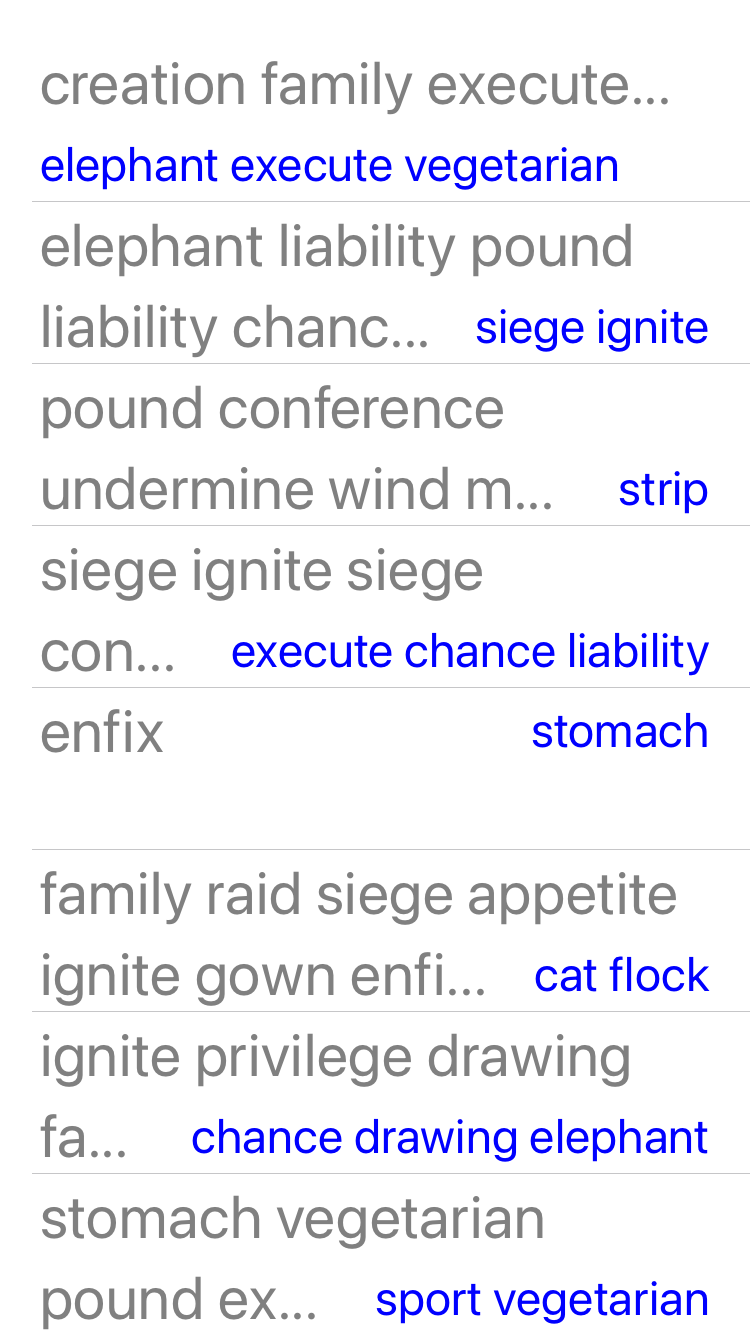 creation family execute...
elephant execute vegetarian
elephant liability pound
liability chanc... siege ignite
pound conference
undermine wind m... strip
siege ignite siege
con... execute chance liability
enfix stomach
family raid siege appetite
ignite gown enfi... cat flock
ignite privilege drawing
fa... chance drawing elephant
stomach vegetarian
pound ex... sport vegetarian